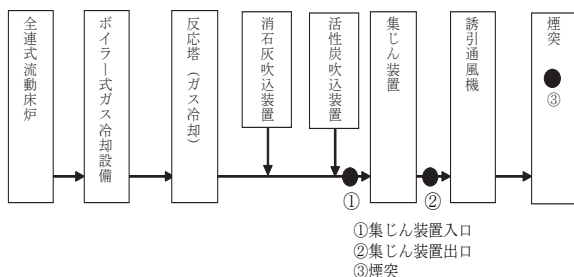 全連式流動床炉
ボイラー式ガス冷却設備
反応塔（ガス冷却）
消石灰吹込装置
活性炭吹込装置
集じん装置
誘引通風機
煙突
③
①
②
①集じん装置入口
②集じん装置出口
③煙突